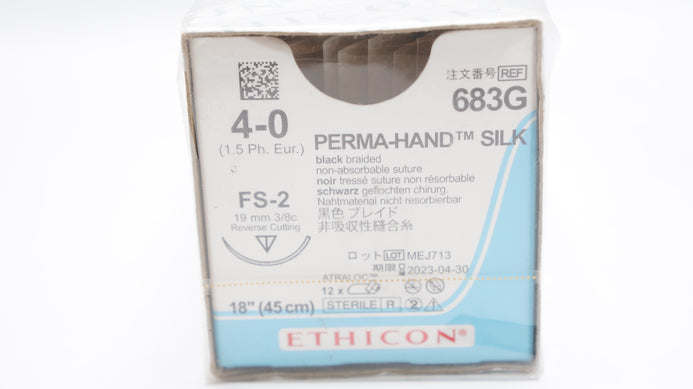 注文番号 REF
683G
4-0
(1.5 Ph. Eur.)
PERMA-HAND™ SILK
black braided
non-absorbable suture
noir tressé suture non résorbable
schwarz geflochten chirurg.
Nahtmaterial nicht resorbierbar
黒色 ブレイド
非吸収性縫合糸
FS-2
19 mm 3/8c
Reverse Cutting
ロット LOT MEJ713
期限 2023-04-30
ATRALOC™
12 x
18" (45 cm)
STERILE R
2
ETHICON®